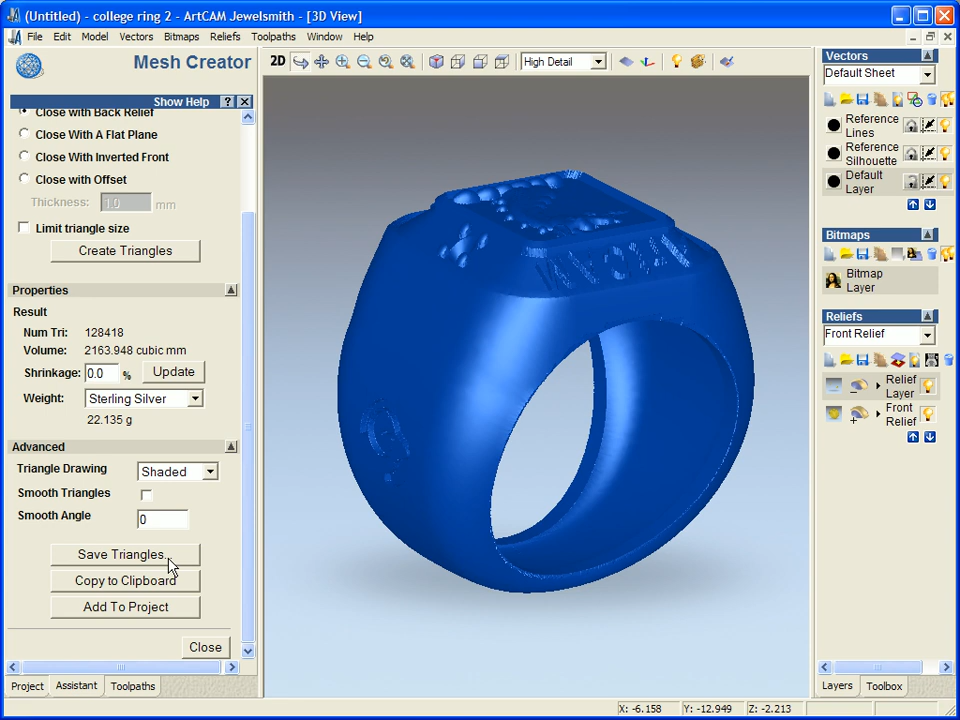 (Untitled) - college ring 2 - ArtCAM Jewelsmith - [3D View]
File Edit Model Vectors Bitmaps Reliefs Toolpaths Window Help
Mesh Creator
2D
High Detail
Show Help ? X
Close with Back Relief
Close With A Flat Plane
Close With Inverted Front
Close with Offset
Thickness: 1.0 mm
Limit triangle size
Create Triangles
Properties
Result
Num Tri: 128418
Volume: 2163.948 cubic mm
Shrinkage: 0.0 % Update
Weight: Sterling Silver
22.135 g
Advanced
Triangle Drawing Shaded
Smooth Triangles
Smooth Angle 0
Save Triangles...
Copy to Clipboard
Add To Project
Close
Project Assistant Toolpaths
Vectors
Default Sheet
Reference
Lines
Reference
Silhouette
Default
Layer
Bitmaps
Bitmap
Layer
Reliefs
Front Relief
Relief
Layer
Front
Relief
Layers Toolbox
X: -6.158 Y: -12.949 Z: -2.213